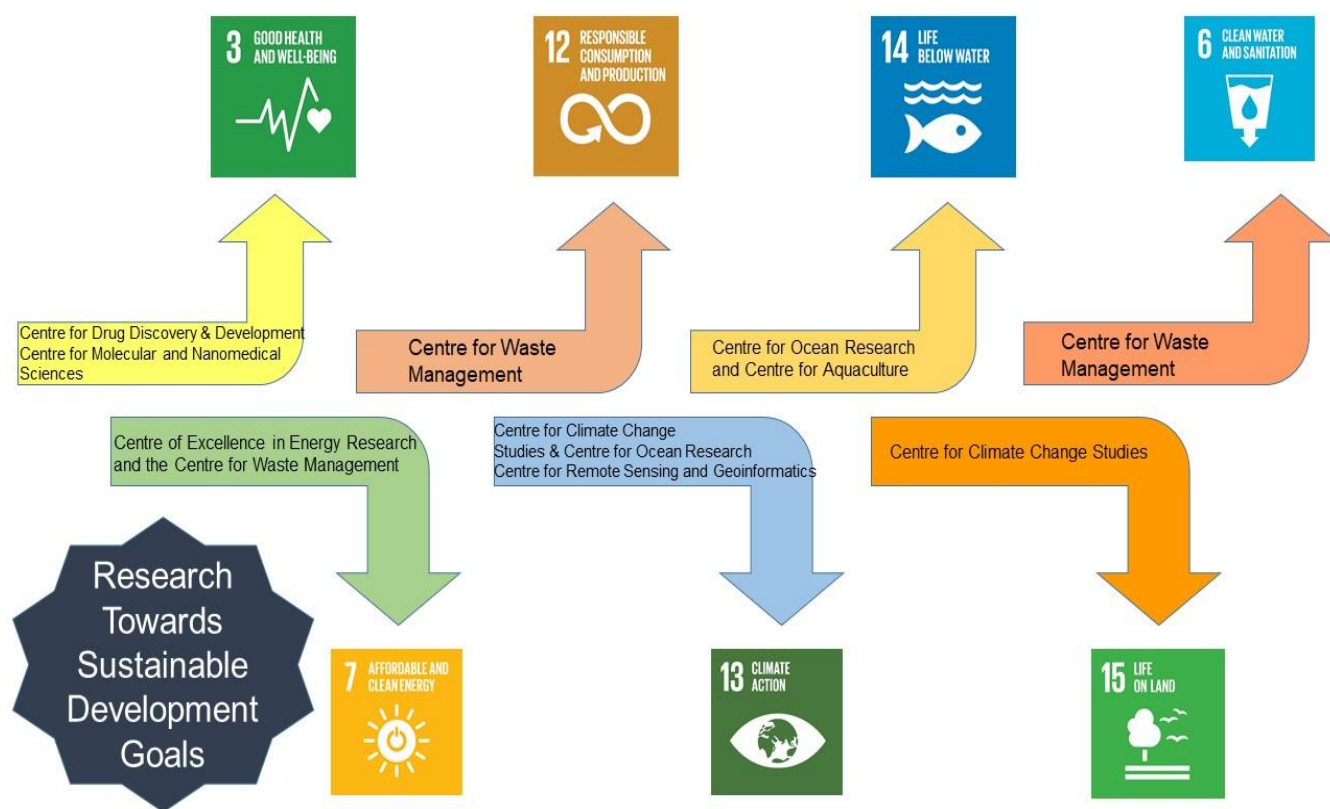 3 GOOD HEALTH
AND WELL-BEING
12 RESPONSIBLE
CONSUMPTION
AND PRODUCTION
14 LIFE
BELOW WATER
6 CLEAN WATER
AND SANITATION
Centre for Drug Discovery & Development
Centre for Molecular and Nanomedical
Sciences
Centre for Waste
Management
Centre for Ocean Research
and Centre for Aquaculture
Centre for Waste
Management
Centre of Excellence in Energy Research
and the Centre for Waste Management
Centre for Climate Change
Studies & Centre for Ocean Research
Centre for Remote Sensing and Geoinformatics
Centre for Climate Change Studies
Research
Towards
Sustainable
Development
Goals
7 AFFORDABLE AND
CLEAN ENERGY
13 CLIMATE
ACTION
15 LIFE
ON LAND